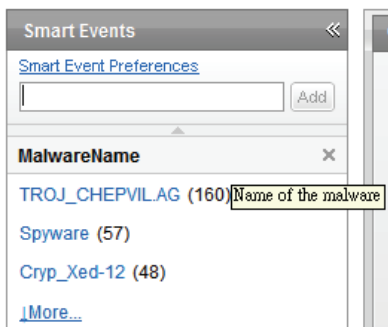 Smart Events
Smart Event Preferences
Add
MalwareName
TROJ_CHEPVIL.AG (160)
Name of the malware
Spyware (57)
Cryp_Xed-12 (48)
↓More...